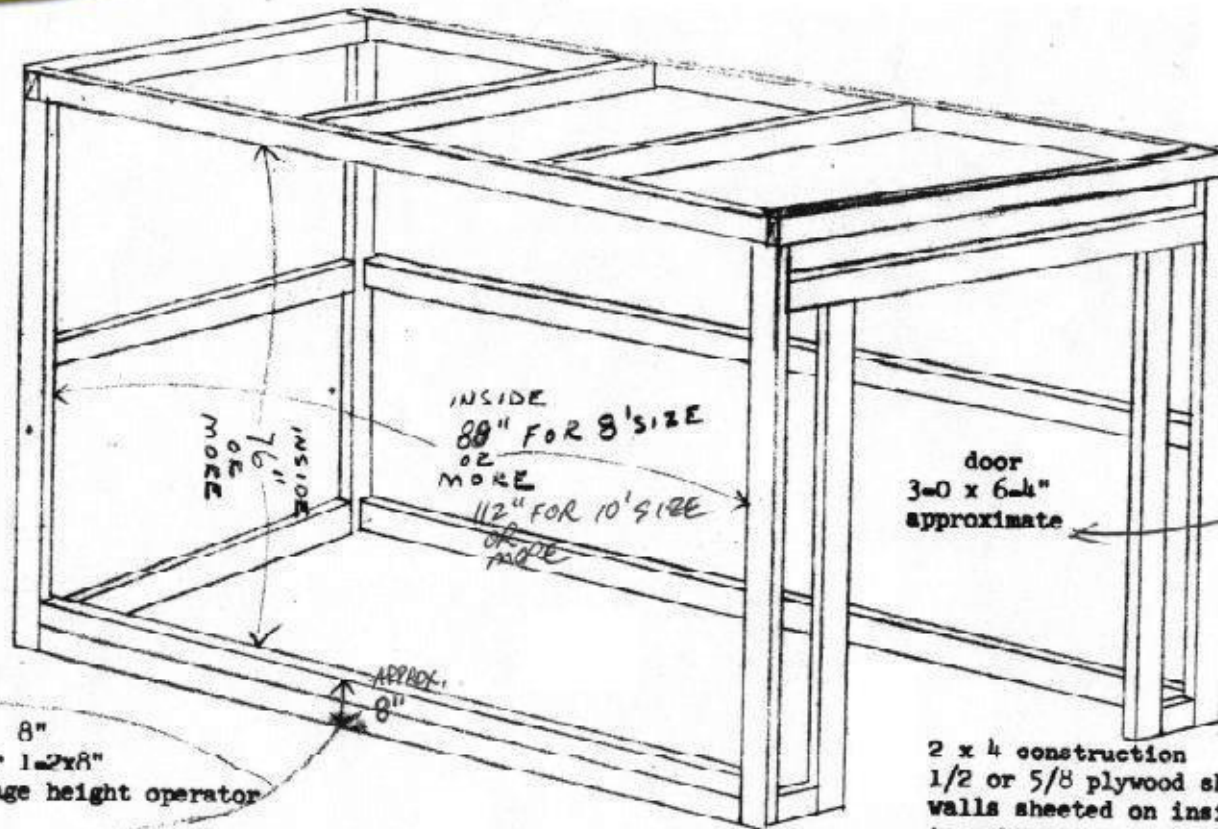 INSIDE
88" FOR 8' SIZE
OR
MORE
112" FOR 10' SIZE
OR
MORE
INSIDE
76"
OR
MORE
door
3-0 x 6-4"
approximate
APPROX.
8"
8"
1-2x8"
height operator
2 x 4 construction
1/2 or 5/8 plywood
walls sheeted on